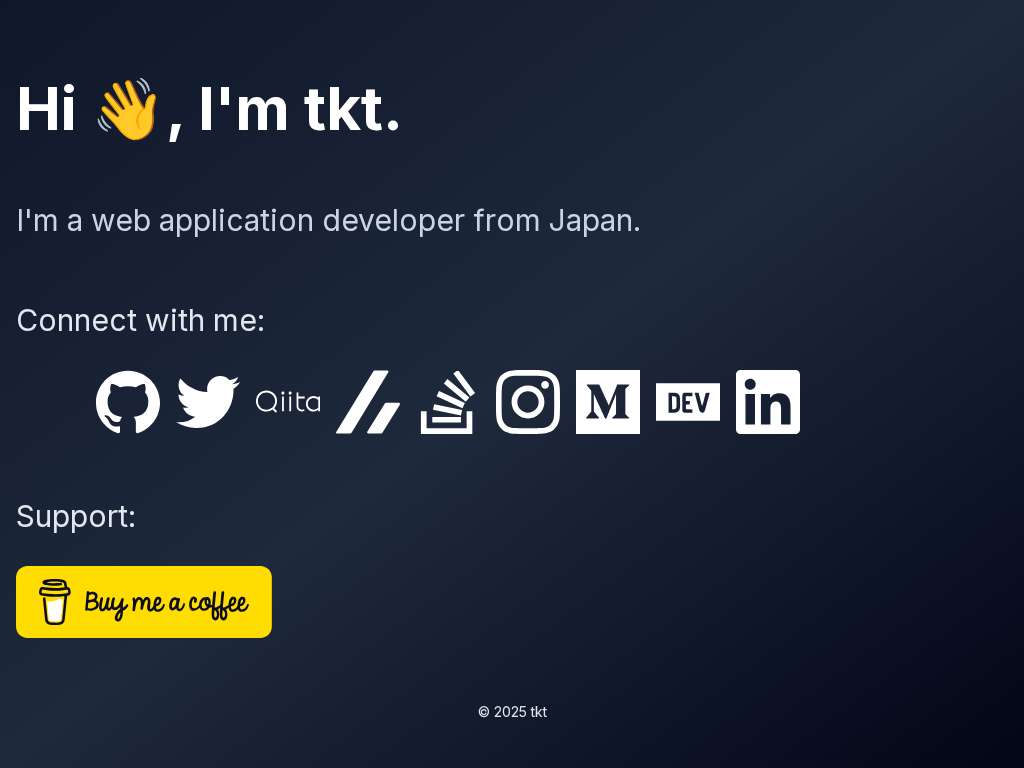 Hi 👋, I'm tkt.
I'm a web application developer from Japan.
Connect with me:
Qiita
M
DEV
in
Support:
Buy me a coffee
© 2025 tkt